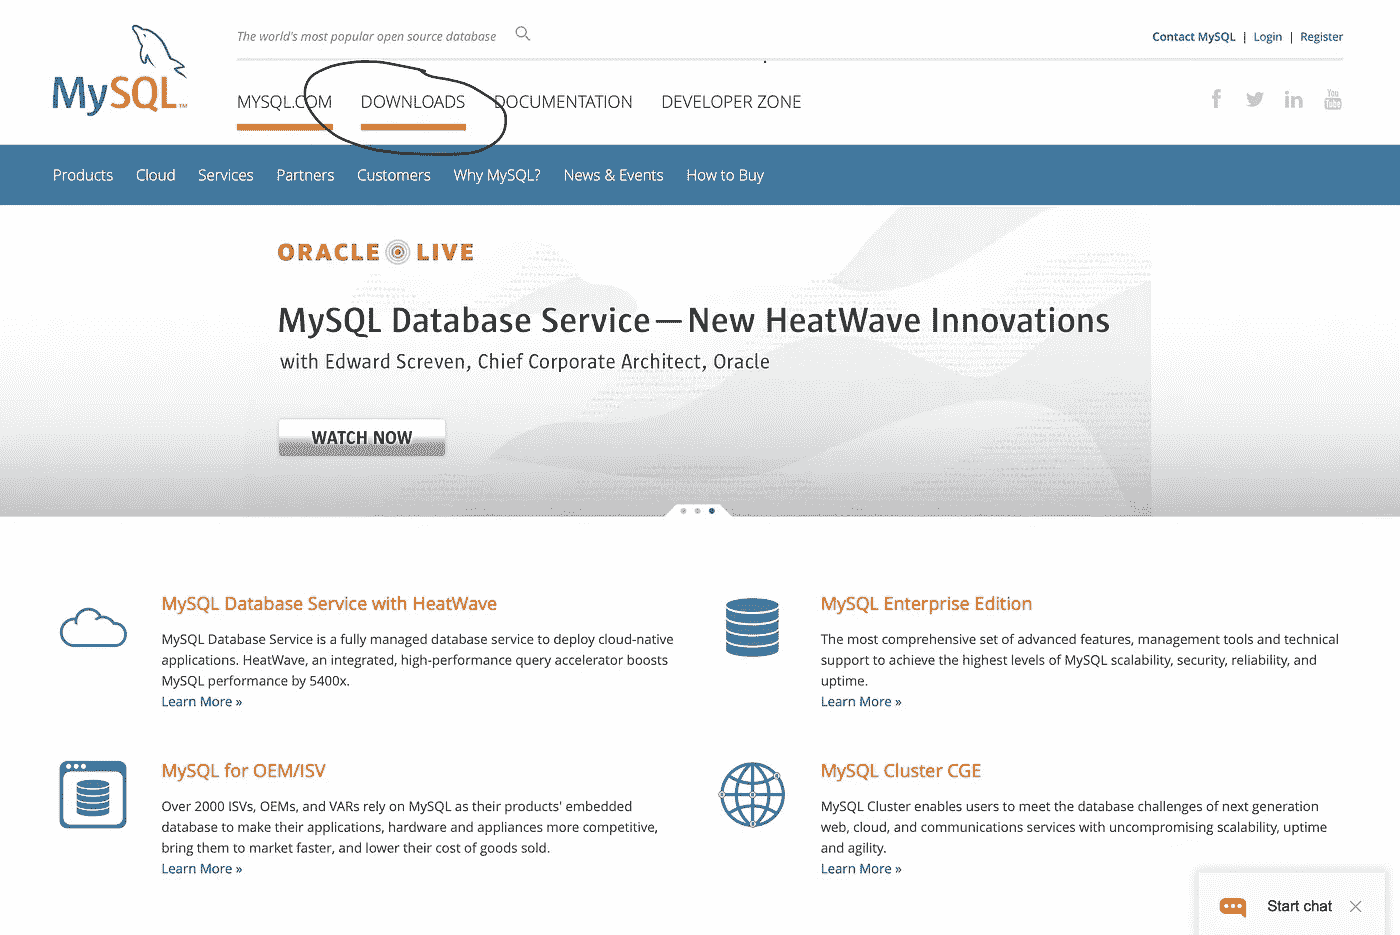 The world's most popular open source database
Contact MySQL | Login | Register
MySQL™
MYSQL.COM DOWNLOADS DOCUMENTATION DEVELOPER ZONE
f in You Tube
Products Cloud Services Partners Customers Why MySQL? News & Events How to Buy
ORACLE LIVE
MySQL Database Service—New HeatWave Innovations
with Edward Screven, Chief Corporate Architect, Oracle
WATCH NOW
MySQL Database Service with HeatWave
MySQL Database Service is a fully managed database service to deploy cloud-native
applications. HeatWave, an integrated, high-performance query accelerator boosts
MySQL performance by 5400x.
Learn More »
MySQL Enterprise Edition
The most comprehensive set of advanced features, management tools and technical
support to achieve the highest levels of MySQL scalability, security, reliability, and
uptime.
Learn More »
MySQL for OEM/ISV
Over 2000 ISVs, OEMs, and VARs rely on MySQL as their products' embedded
database to make their applications, hardware and appliances more competitive,
bring them to market faster, and lower their cost of goods sold.
Learn More »
MySQL Cluster CGE
MySQL Cluster enables users to meet the database challenges of next generation
web, cloud, and communications services with uncompromising scalability, uptime
and agility.
Learn More »
Start chat